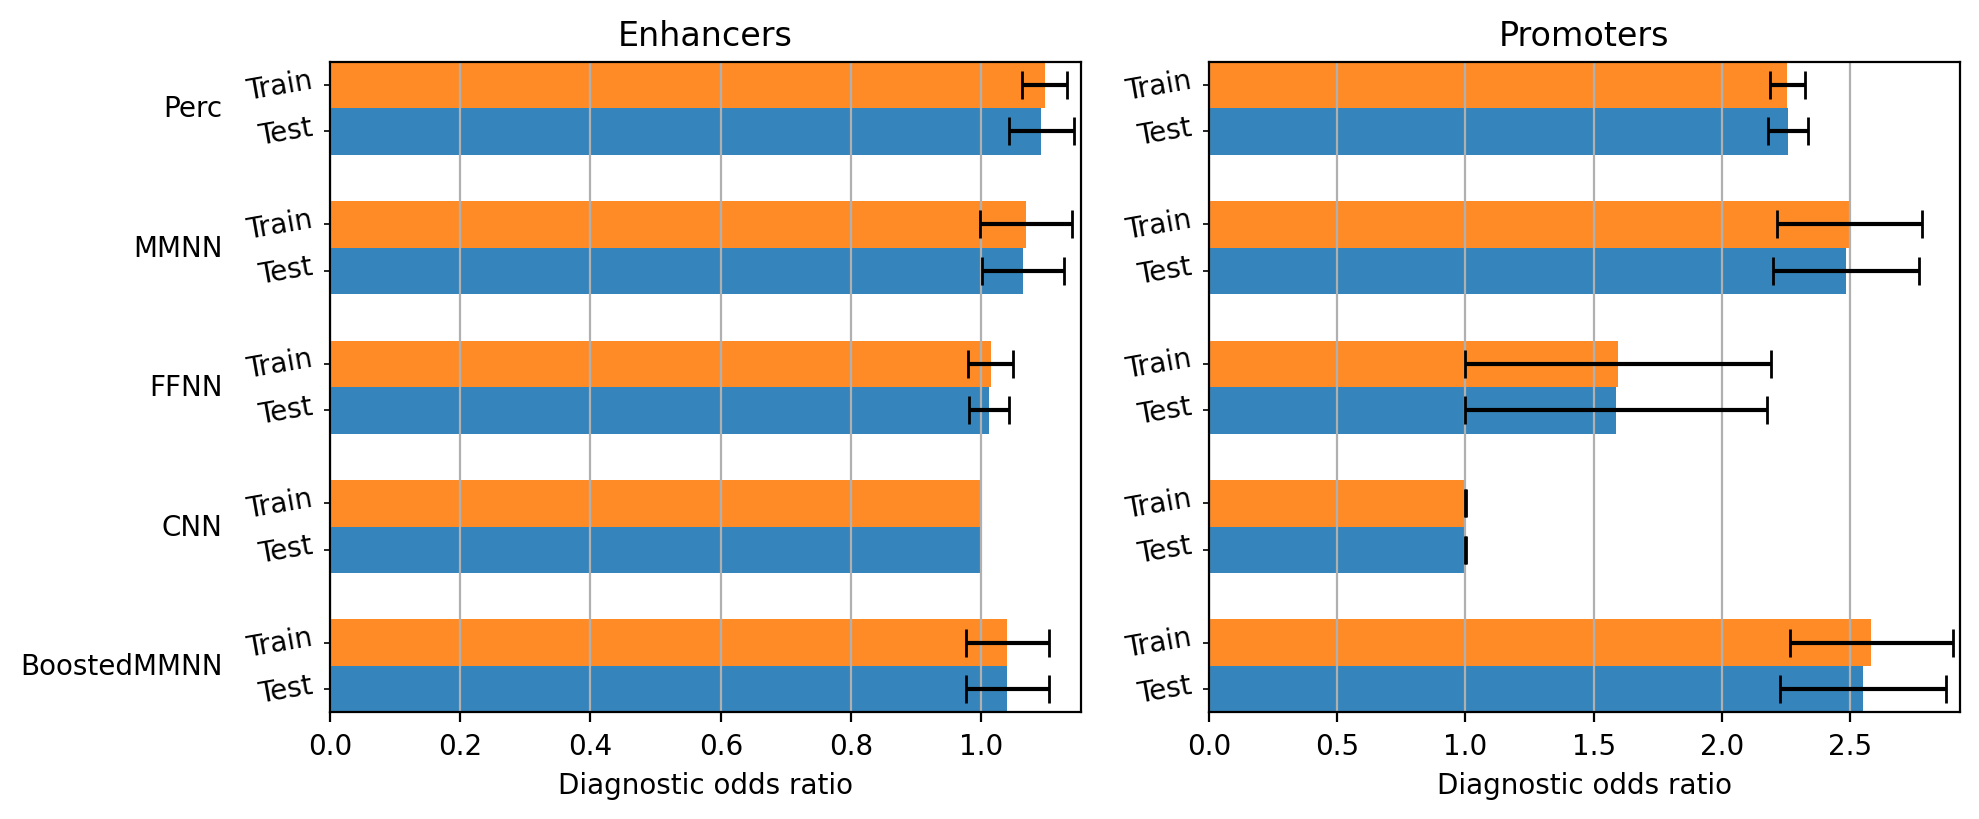 Enhancers
Promoters
Perc
Train
Test
Train
Test
MMNN
Train
Test
Train
Test
FFNN
Train
Test
Train
Test
CNN
Train
Test
Train
Test
BoostedMMNN
Train
Test
Train
Test
0.0 0.2 0.4 0.6 0.8 1.0
0.0 0.5 1.0 1.5 2.0 2.5
Diagnostic odds ratio
Diagnostic odds ratio